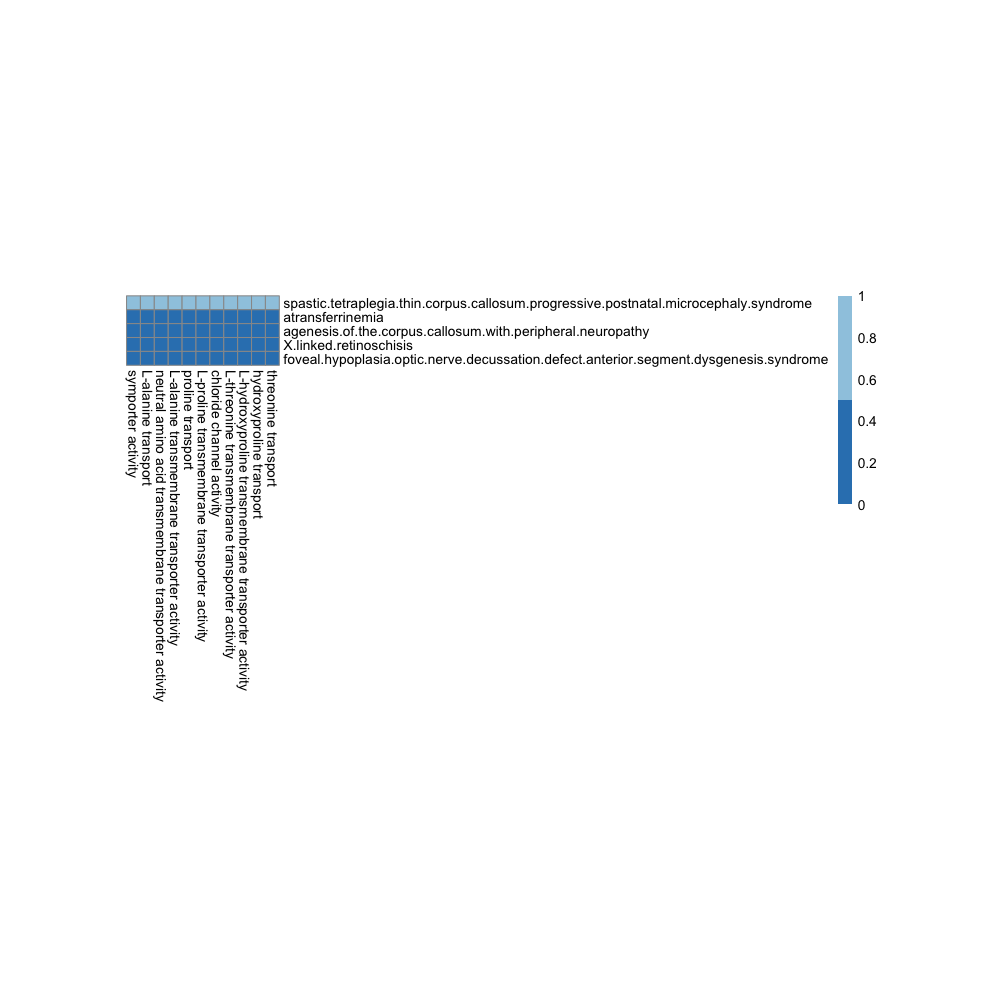 spastic.tetraplegia.thin.corpus.callosum.progressive.postnatal.microcephaly.syndrome
atransferrinemia
agenesis.of.the.corpus.callosum.with.peripheral.neuropathy
X.linked.retinoschisis
foveal.hypoplasia.optic.nerve.decussation.defect.anterior.segment.dysgenesis.syndrome
symporter activity
L-alanine transport
neutral amino acid transmembrane transporter activity
L-alanine transmembrane transporter activity
proline transport
L-proline transmembrane transporter activity
chloride channel activity
L-threonine transmembrane transporter activity
L-hydroxyproline transmembrane transporter activity
hydroxyproline transport
threonine transport
1
0.8
0.6
0.4
0.2
0